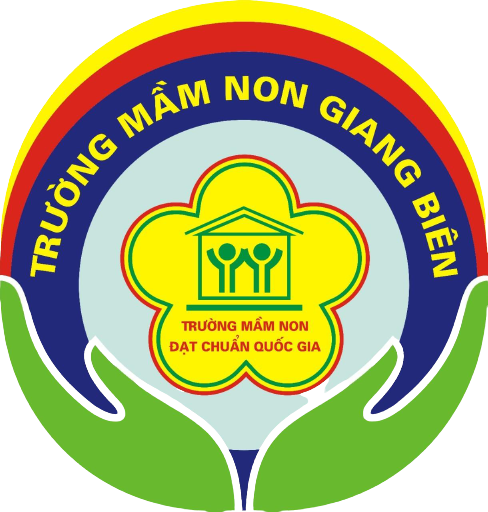 TRƯỜNG MẦM NON GIANG BIÊN
TRƯỜNG MẦM NON
ĐẠT CHUẨN QUỐC GIA